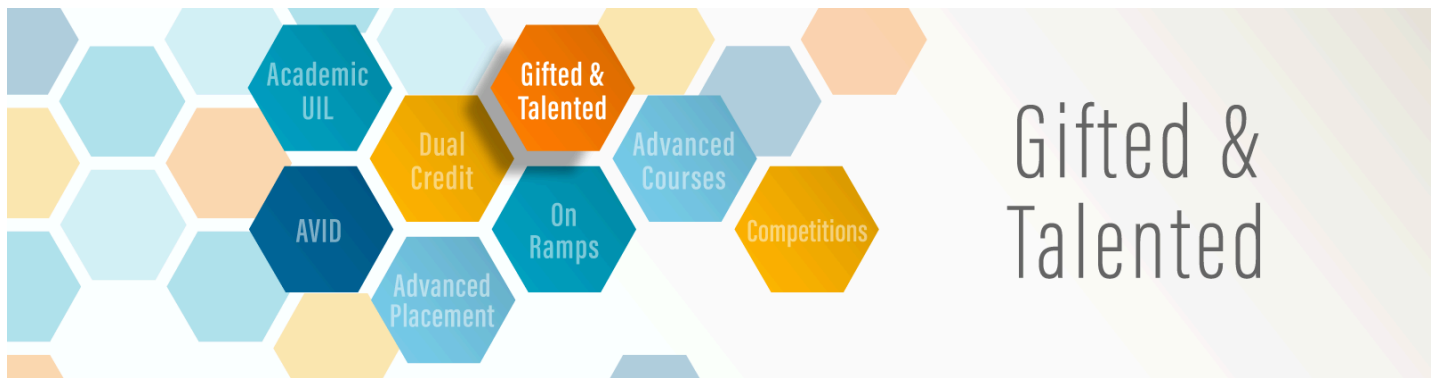 Academic
UIL
Gifted &
Talented
Dual
Credit
Advanced
Courses
AVID
On
Ramps
Competitions
Advanced
Placement
Gifted &
Talented